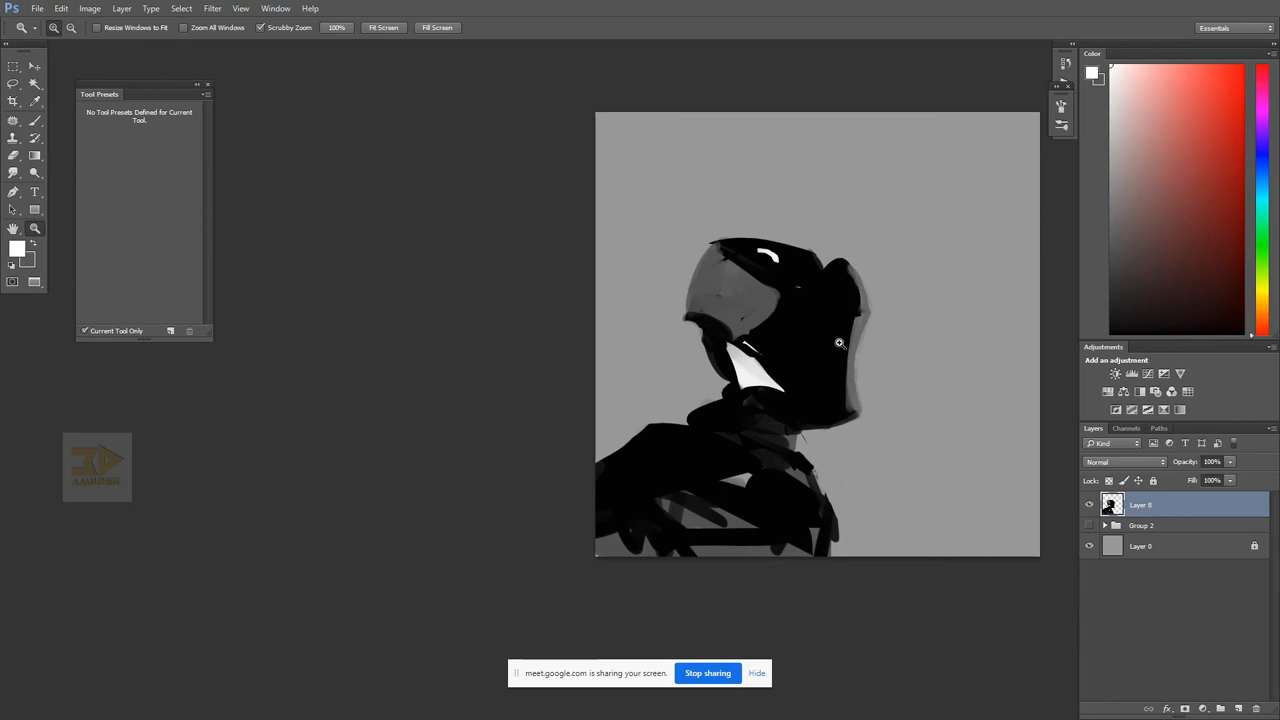 Ps File Edit Image Layer Type Select Filter View Window Help
Resize Windows to Fit Zoom All Windows Scrubby Zoom 100% Fit Screen Fill Screen Essentials
Color
Tool Presets
No Tool Presets Defined for Current
Tool.
Current Tool Only
Adjustments
Add an adjustment
Layers Channels Paths
Kind
Normal Opacity: 100%
Lock: Fill: 100%
Layer 8
Group 2
Layer 0
meet.google.com is sharing your screen. Stop sharing Hide